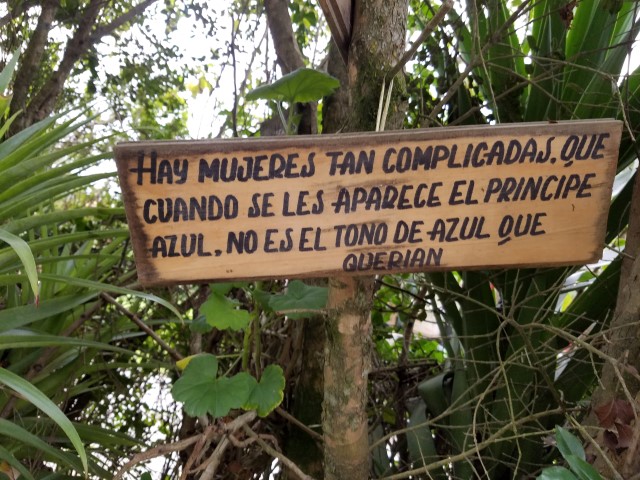 HAY MUJERES TAN COMPLICADAS, QUE
CUANDO SE LES APARECE EL PRINCIPE
AZUL, NO ES EL TONO DE AZUL QUE
QUERIAN